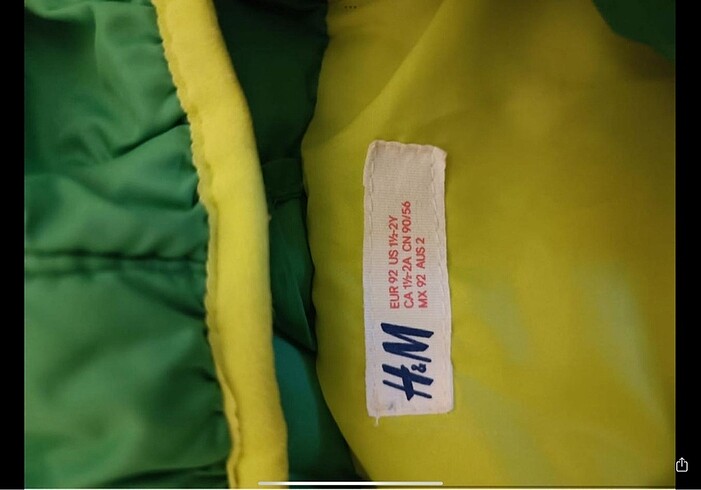 H&M
EUR 92 US 1½-2Y
CA 1½-2A CN 90/56
MX 92 AUS 2